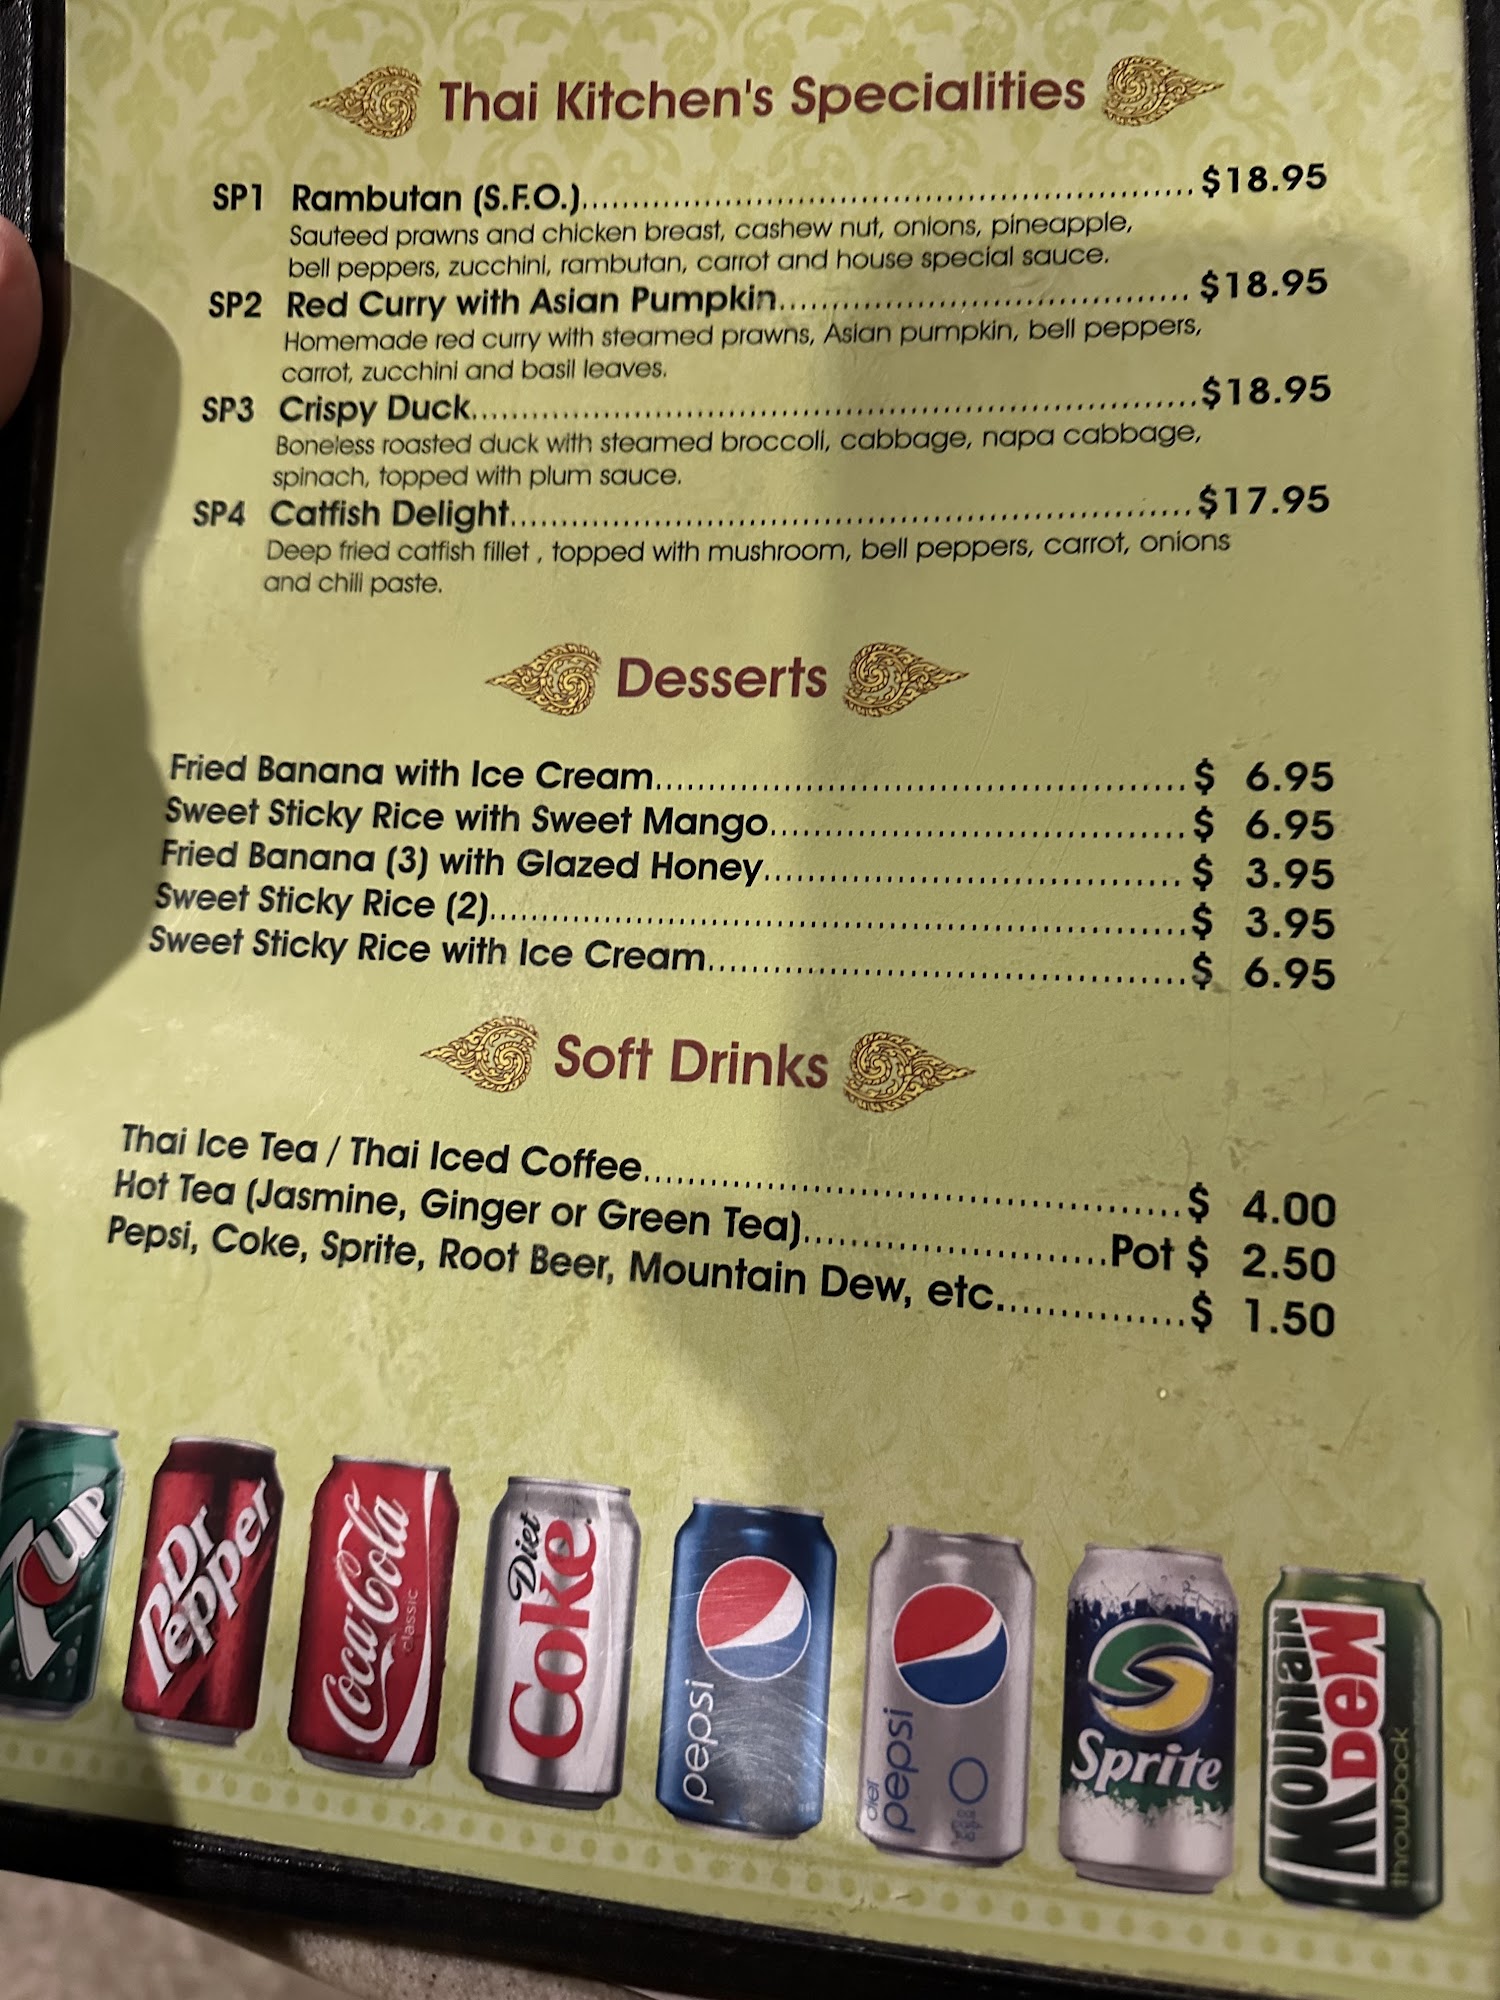 Thai Kitchen's Specialities
SP1 Rambutan (S.F.O.)........................................................$18.95
Sauteed prawns and chicken breast, cashew nut, onions, pineapple,
bell peppers, zucchini, rambutan, carrot and house special sauce.
SP2 Red Curry with Asian Pumpkin......................................$18.95
Homemade red curry with steamed prawns, Asian pumpkin, bell peppers,
carrot, zucchini and basil leaves.
SP3 Crispy Duck....................................................................$18.95
Boneless roasted duck with steamed broccoli, cabbage, napa cabbage,
spinach, topped with plum sauce.
SP4 Catfish Delight...............................................................$17.95
Deep fried catfish fillet , topped with mushroom, bell peppers, carrot, onions
and chili paste.
Desserts
Fried Banana with Ice Cream..................................................$ 6.95
Sweet Sticky Rice with Sweet Mango.......................................$ 6.95
Fried Banana (3) with Glazed Honey.......................................$ 3.95
Sweet Sticky Rice (2)................................................................$ 3.95
Sweet Sticky Rice with Ice Cream............................................$ 6.95
Soft Drinks
Thai Ice Tea / Thai Iced Coffee..................................................$ 4.00
Hot Tea (Jasmine, Ginger or Green Tea)............................Pot $ 2.50
Pepsi, Coke, Sprite, Root Beer, Mountain Dew, etc.................$ 1.50
7UP
Dr Pepper
Coca-Cola
classic
Diet
Coke
pepsi
diet
pepsi
Sprite
Mountain
Dew
throwback